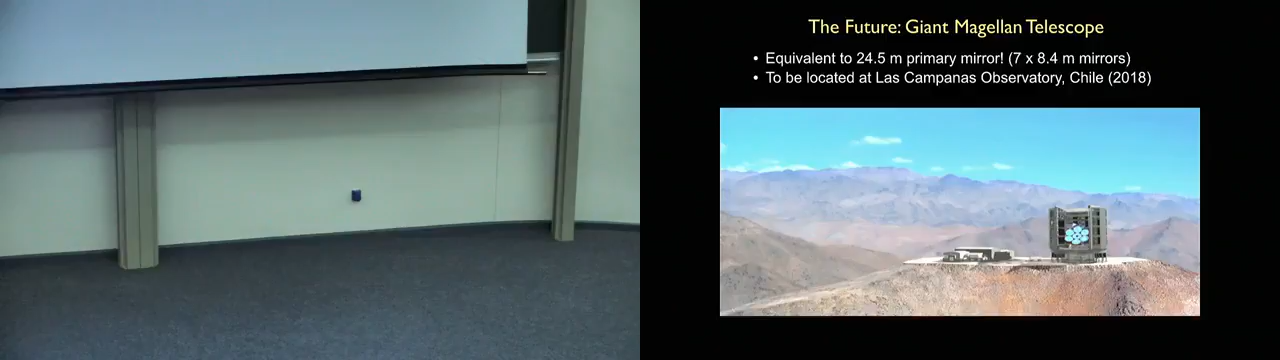 The Future: Giant Magellan Telescope
• Equivalent to 24.5 m primary mirror! (7 x 8.4 m mirrors)
• To be located at Las Campanas Observatory, Chile (2018)